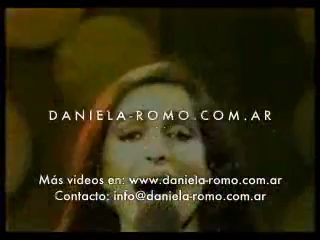 DANIELA-ROMO.COM.AR
Más videos en: www.daniela-romo.com.ar
Contacto: info@daniela-romo.com.ar